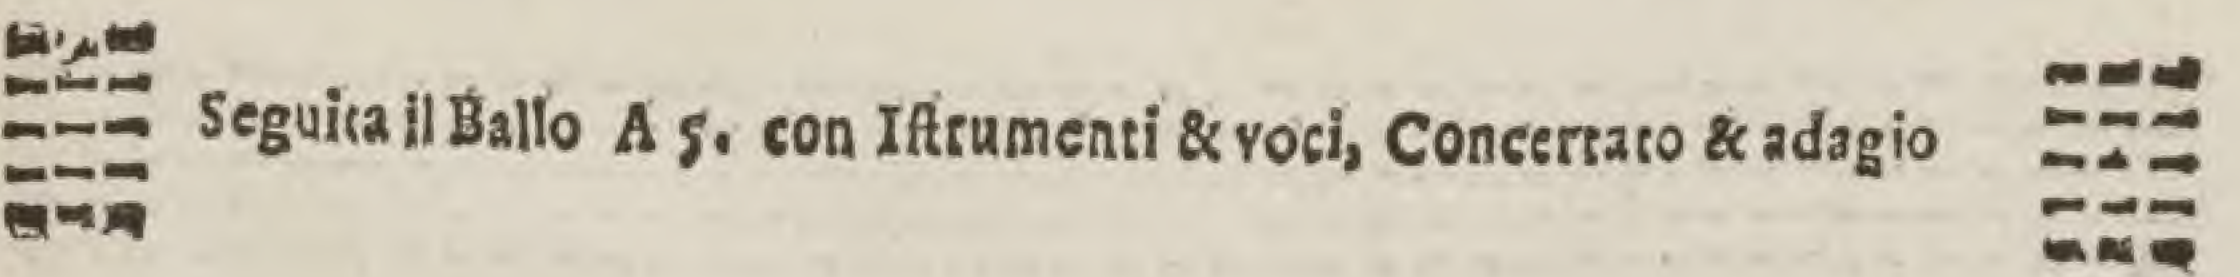 Seguita il Ballo A 5. con Iſtrumenti & voci, Concertato & adagio